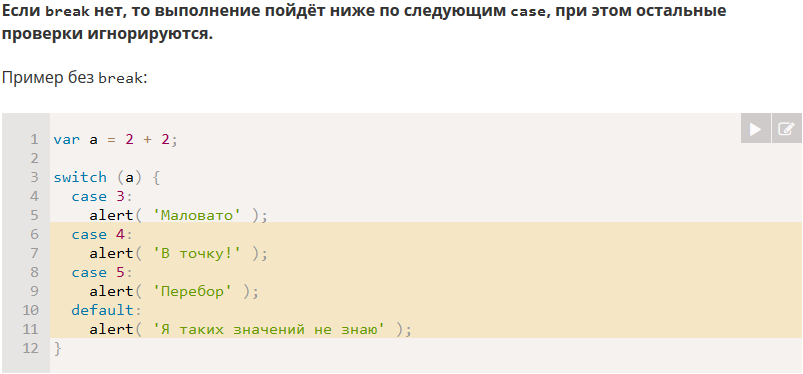 Если break нет, то выполнение пойдёт ниже по следующим case, при этом остальные
проверки игнорируются.
Пример без break:
1 var a = 2 + 2;
2
3 switch (a) {
4   case 3:
5     alert( 'Маловато' );
6   case 4:
7     alert( 'В точку!' );
8   case 5:
9     alert( 'Перебор' );
10   default:
11     alert( 'Я таких значений не знаю' );
12 }